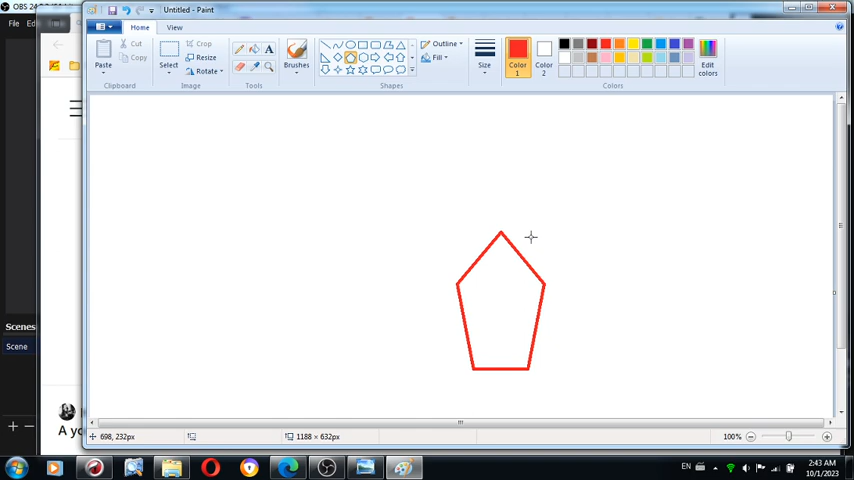 OBS 24
Untitled - Paint
File
Home
View
Paste
Cut
Copy
Clipboard
Select
Crop
Resize
Rotate
Image
A
Tools
Brushes
Outline
Fill
Shapes
Size
Color
1
Color
2
Edit
colors
Colors
Scenes
Scene
A yo
698, 232px
1188 × 632px
100%
EN
2:43 AM
10/1/2023